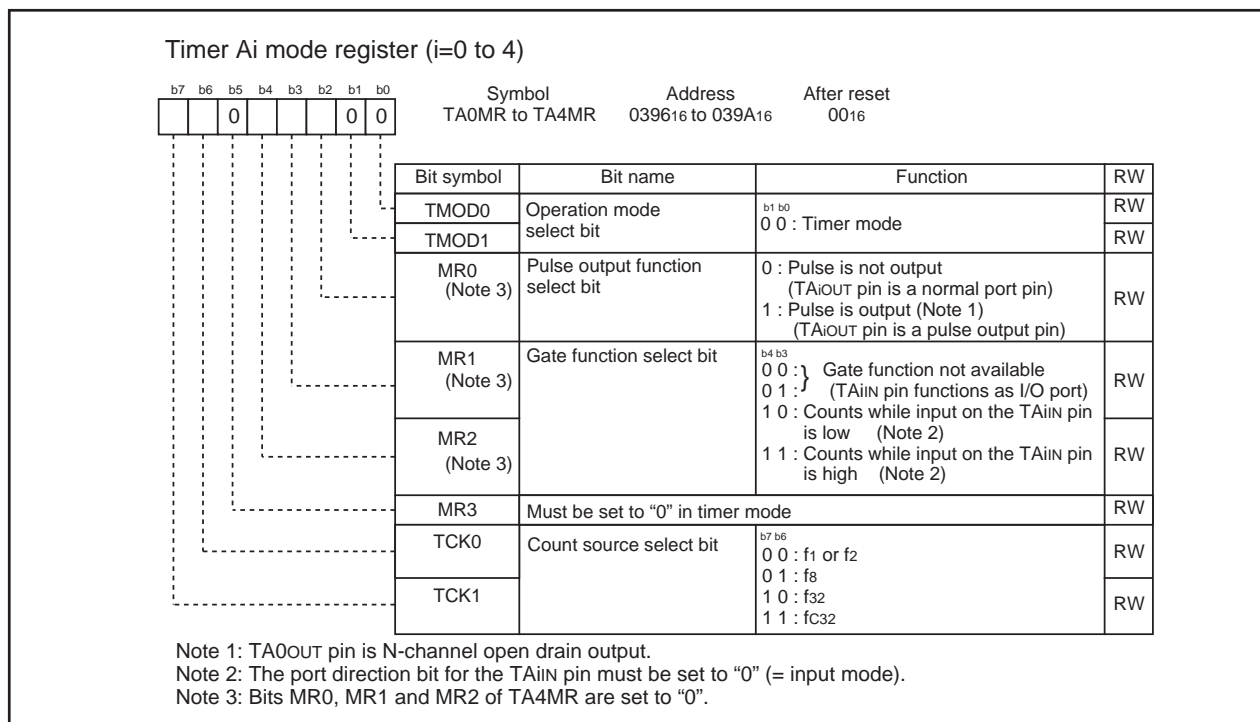 Timer Ai mode register (i=0 to 4)
b7 b6 b5 b4 b3 b2 b1 b0
0 0 0
Symbol Address After reset
TA0MR to TA4MR 039616 to 039A16 0016
Bit symbol Bit name Function RW
TMOD0 Operation mode select bit b1 b0 RW
0 0 : Timer mode
TMOD1 RW
MR0 (Note 3) Pulse output function select bit 0 : Pulse is not output RW
(TAiOUT pin is a normal port pin)
1 : Pulse is output (Note 1)
(TAiOUT pin is a pulse output pin)
MR1 (Note 3) Gate function select bit b4 b3 RW
0 0 : } Gate function not available
0 1 : (TAiIN pin functions as I/O port)
1 0 : Counts while input on the TAiIN pin
is low (Note 2)
MR2 (Note 3) RW
1 1 : Counts while input on the TAiIN pin
is high (Note 2)
MR3 Must be set to “0” in timer mode RW
TCK0 Count source select bit b7 b6 RW
0 0 : f1 or f2
0 1 : f8
TCK1 RW
1 0 : f32
1 1 : fC32
Note 1: TA0OUT pin is N-channel open drain output.
Note 2: The port direction bit for the TAiIN pin must be set to “0” (= input mode).
Note 3: Bits MR0, MR1 and MR2 of TA4MR are set to “0”.